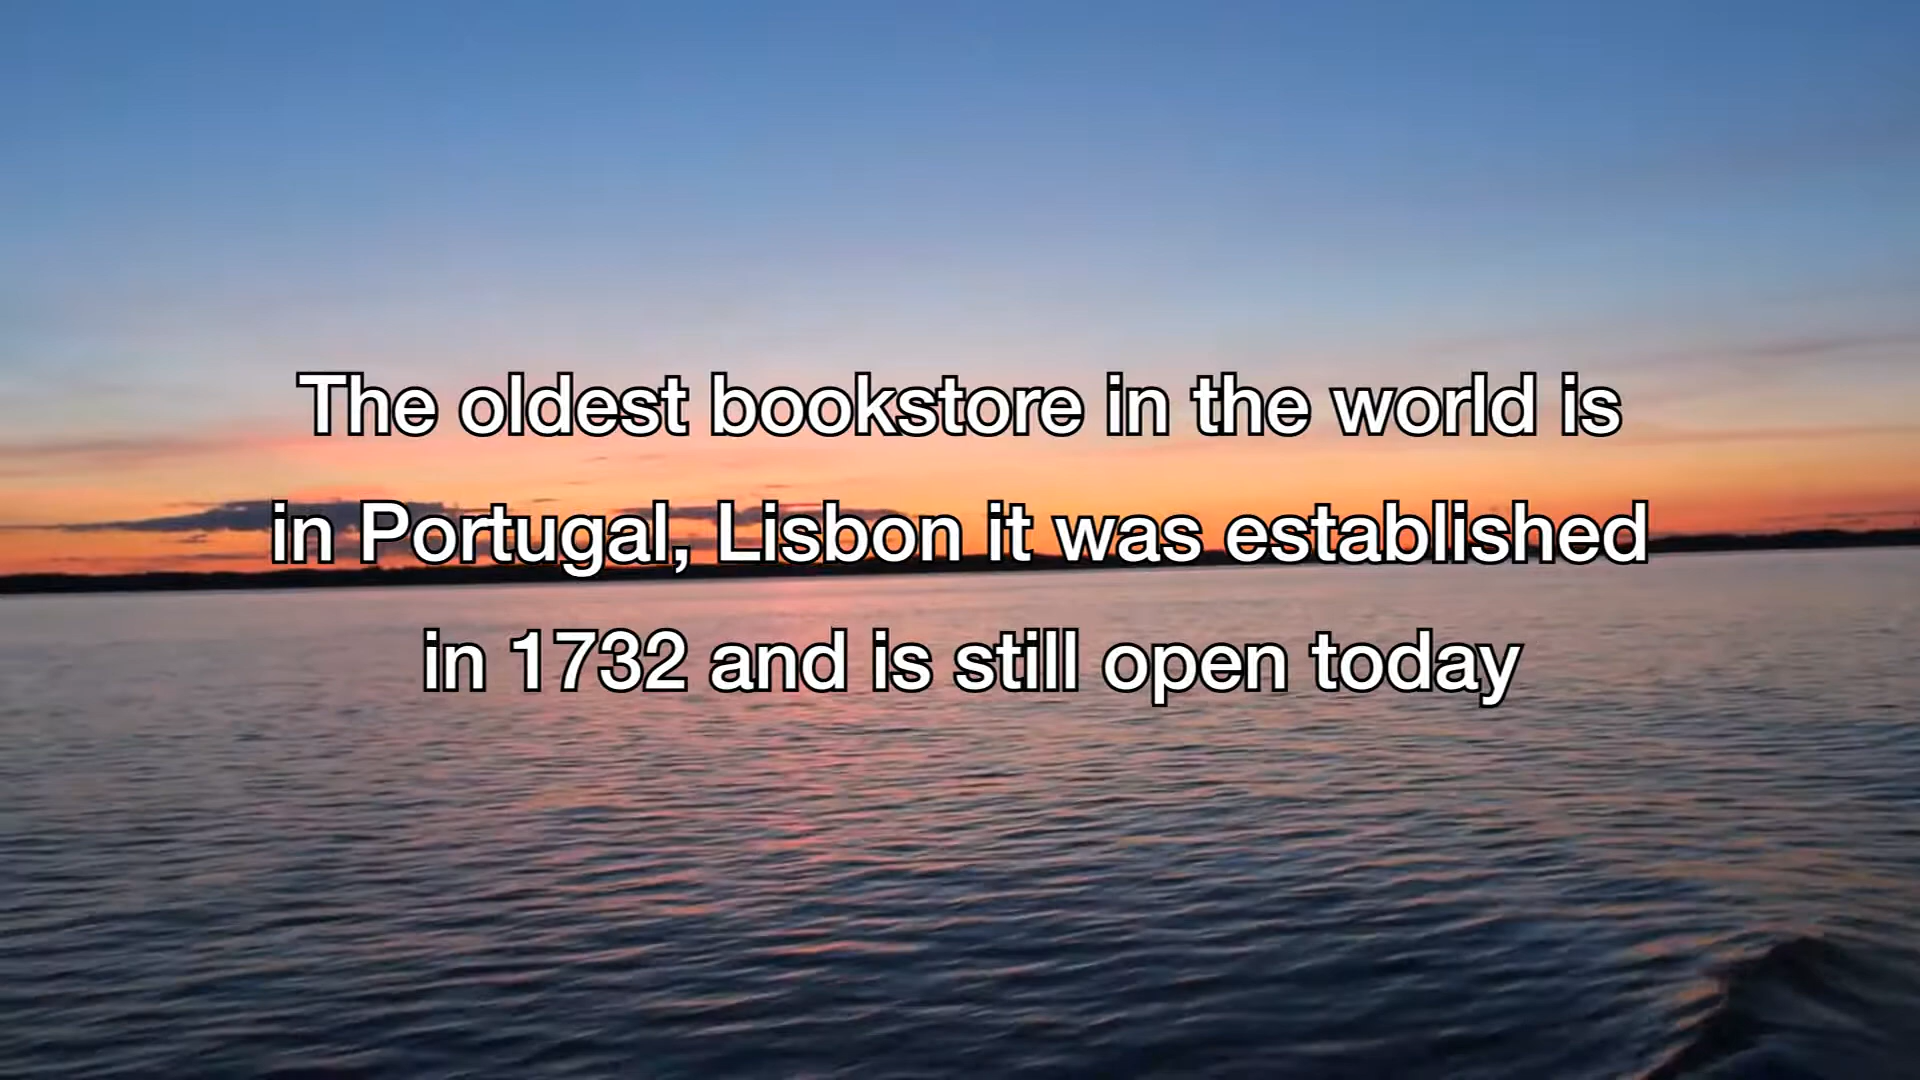 The oldest bookstore in the world is
in Portugal, Lisbon it was established
in 1732 and is still open today